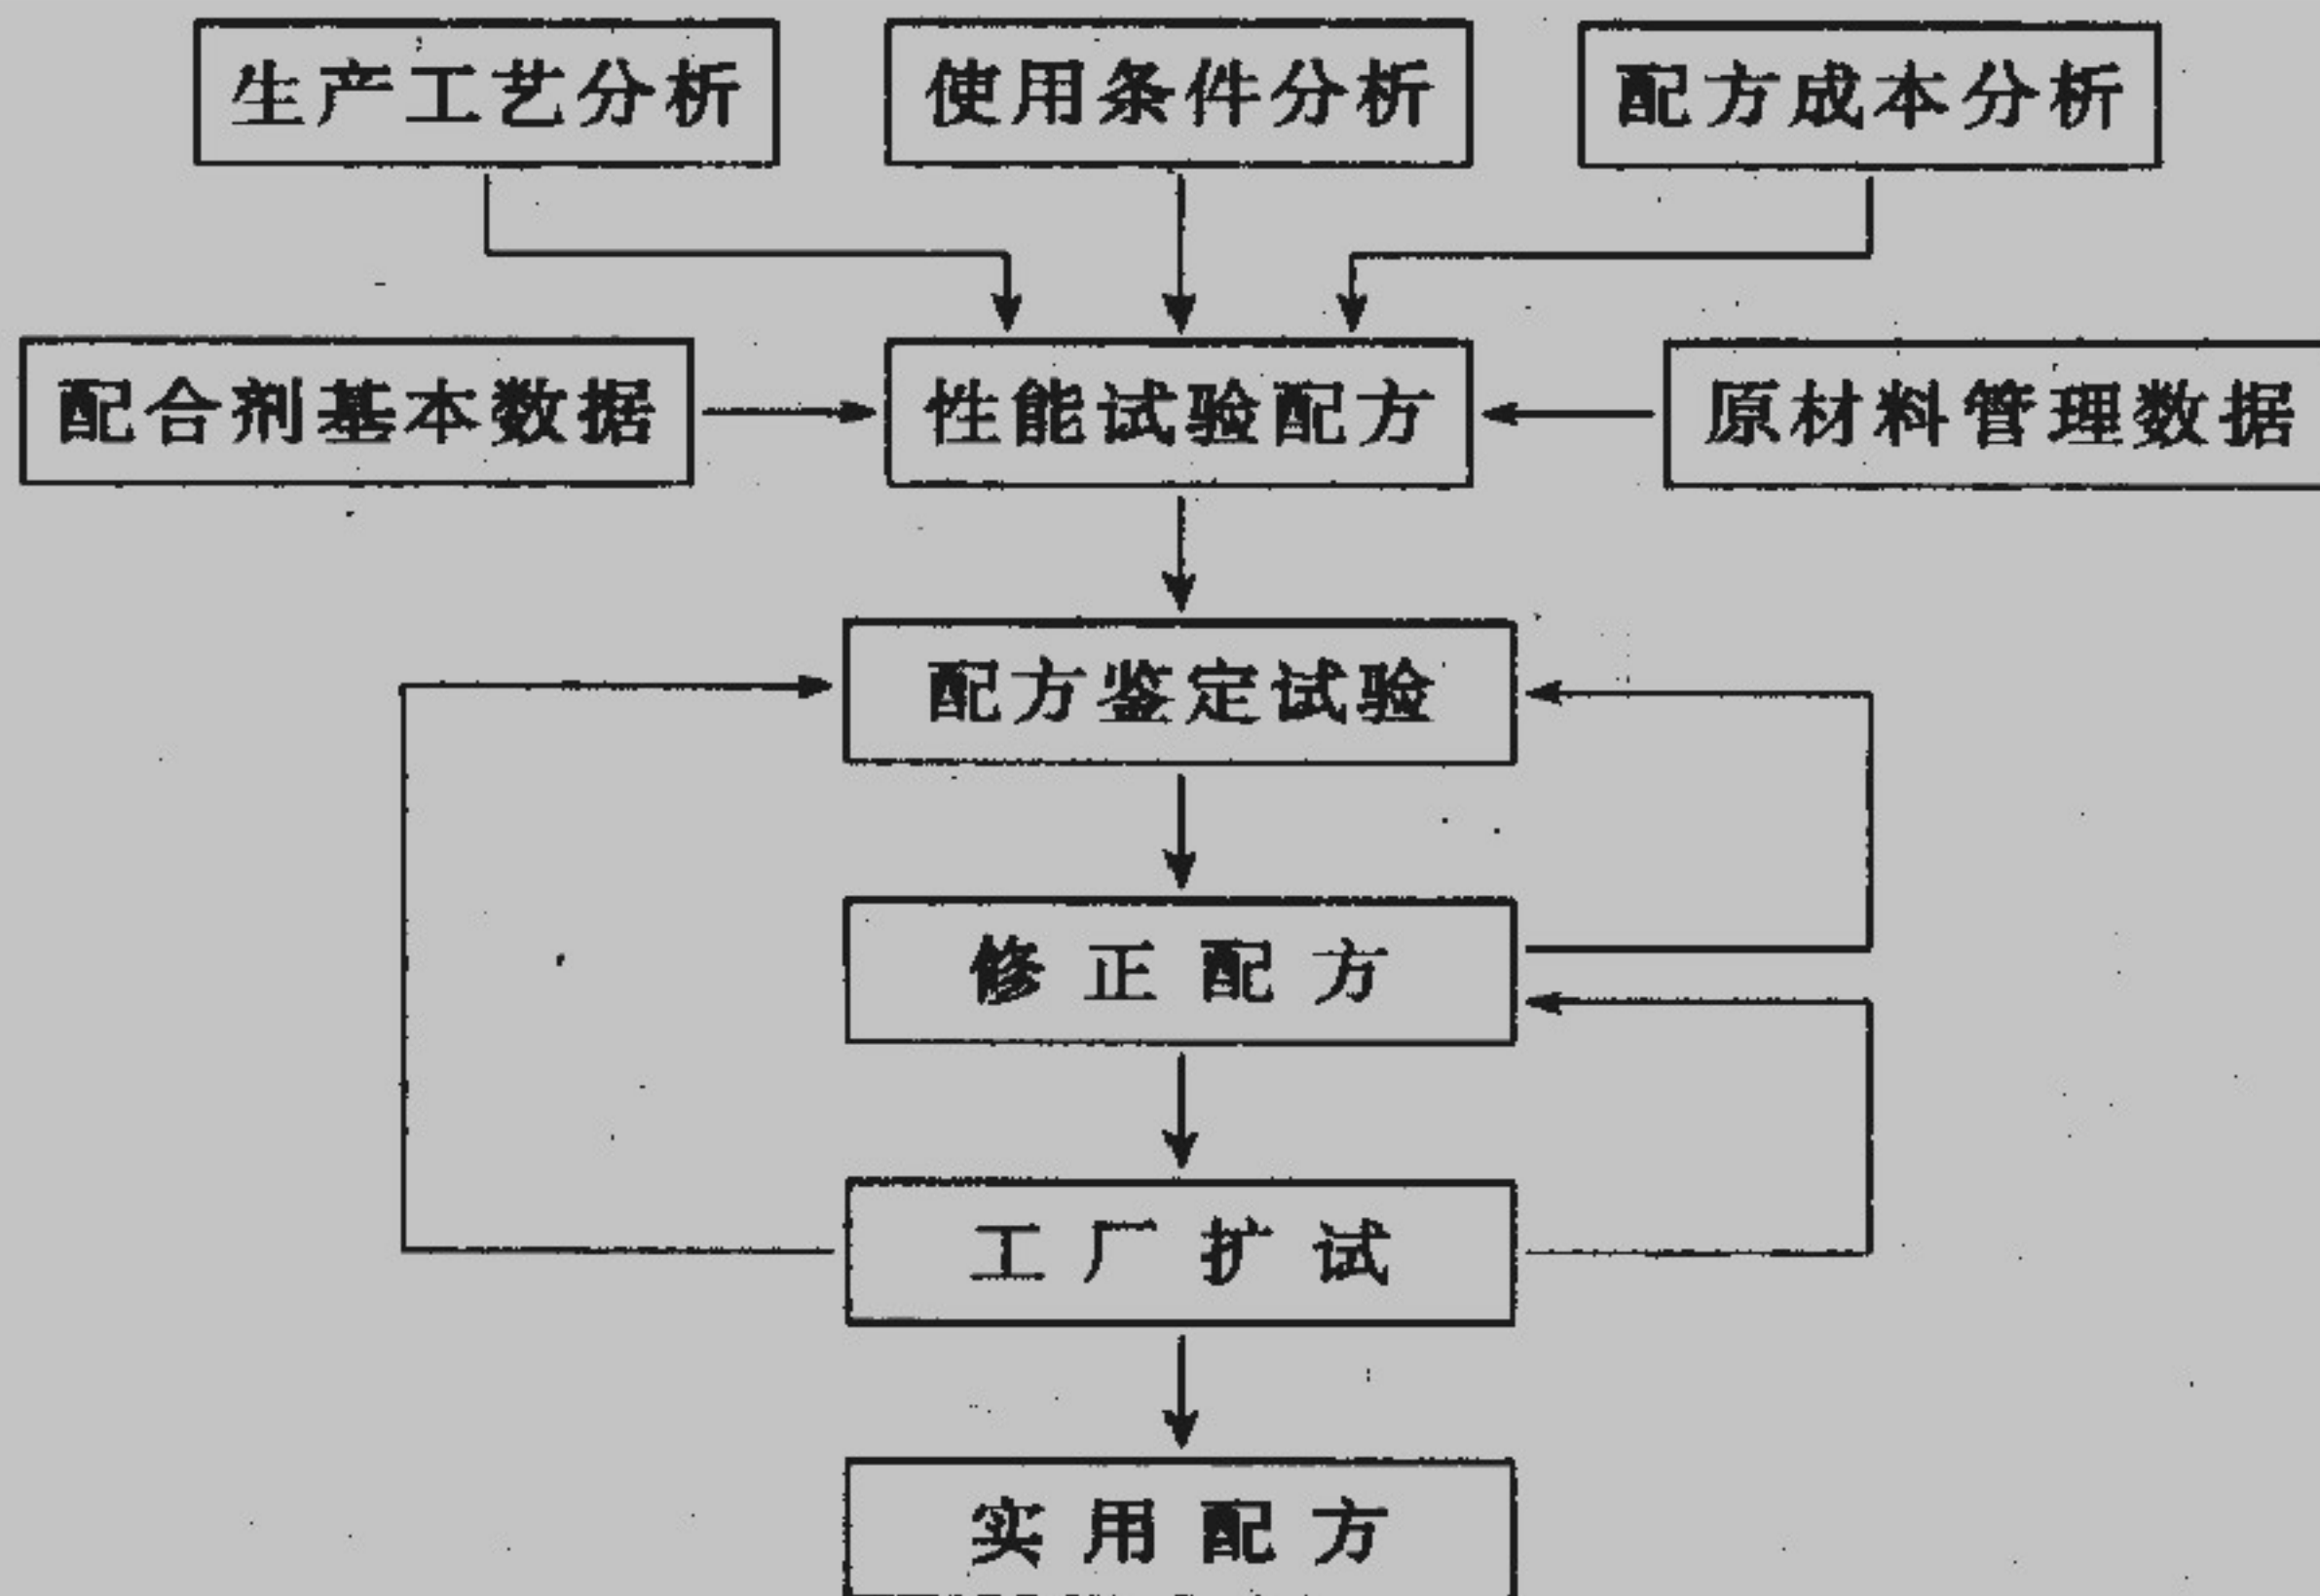 生产工艺分析
使用条件分析
配方成本分析
配合剂基本数据
性能试验配方
原材料管理数据
配方鉴定试验
修正配方
工厂扩试
实用配方